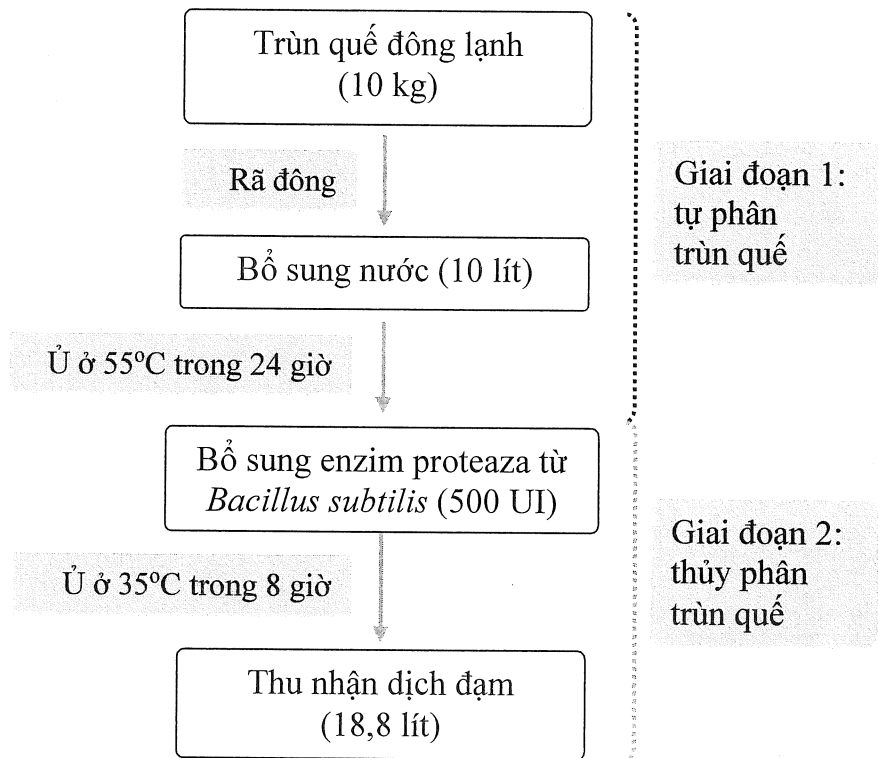 Trùn quế đông lạnh
(10 kg)
Rã đông
Bổ sung nước (10 lít)
Giai đoạn 1:
tự phân
trùn quế
Ủ ở 55ºC trong 24 giờ
Bổ sung enzim proteaza từ
Bacillus subtilis (500 UI)
Giai đoạn 2:
thủy phân
trùn quế
Ủ ở 35ºC trong 8 giờ
Thu nhận dịch đạm
(18,8 lít)